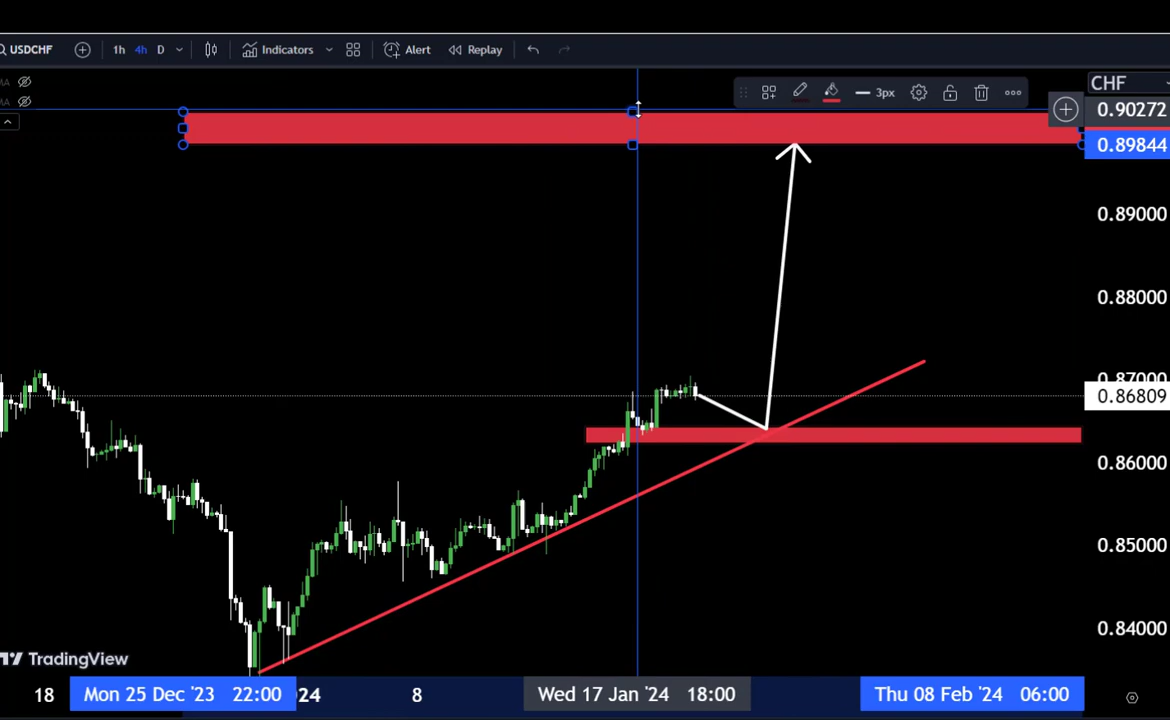 USDCHF 1h 4h D Indicators Alert Replay
MA
MA
3px
CHF
0.90272
0.89844
0.89000
0.88000
0.87000
0.86809
0.86000
0.85000
0.84000
TradingView
18 Mon 25 Dec '23 22:00 24 8 Wed 17 Jan '24 18:00 Thu 08 Feb '24 06:00